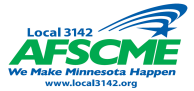 Local 3142
AFSCME
We Make Minnesota Happen
www.local3142.org